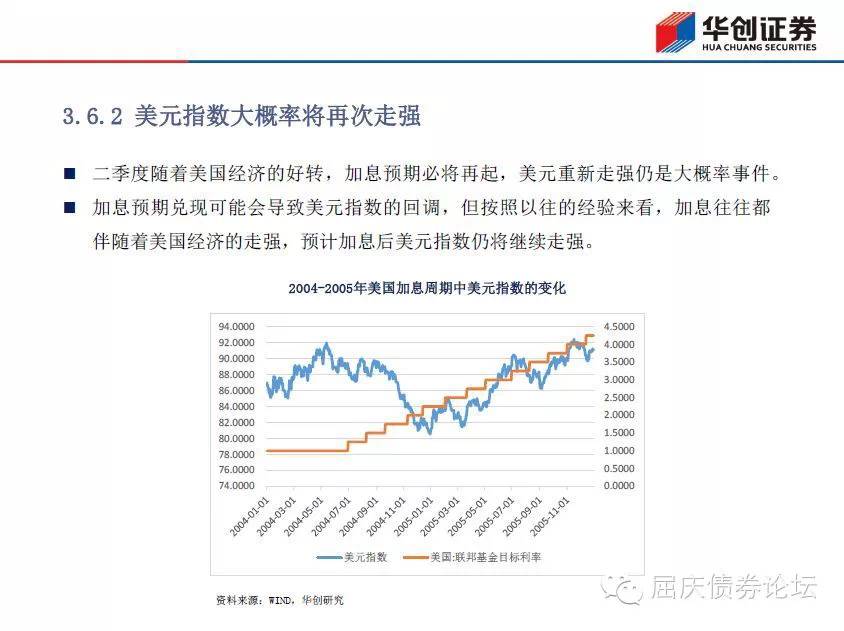 华创证券
HUA CHUANG SECURITIES
3.6.2 美元指数大概率将再次走强
二季度随着美国经济的好转，加息预期必将再起，美元重新走强仍是大概率事件。
加息预期兑现可能会导致美元指数的回调，但按照以往的经验来看，加息往往都
伴随着美国经济的走强，预计加息后美元指数仍将继续走强。
2004-2005年美国加息周期中美元指数的变化
94.0000 4.5000
92.0000 4.0000
90.0000 3.5000
88.0000 3.0000
86.0000 2.5000
84.0000 2.0000
82.0000 1.5000
80.0000 1.0000
78.0000 0.5000
76.0000 0.0000
74.0000
2004-01-01 2004-03-01 2004-05-01 2004-07-01 2004-09-01 2004-11-01 2005-01-01 2005-03-01 2005-05-01 2005-07-01 2005-09-01 2005-11-01
美元指数 美国:联邦基金目标利率
资料来源：WIND，华创研究
屈庆债券论坛